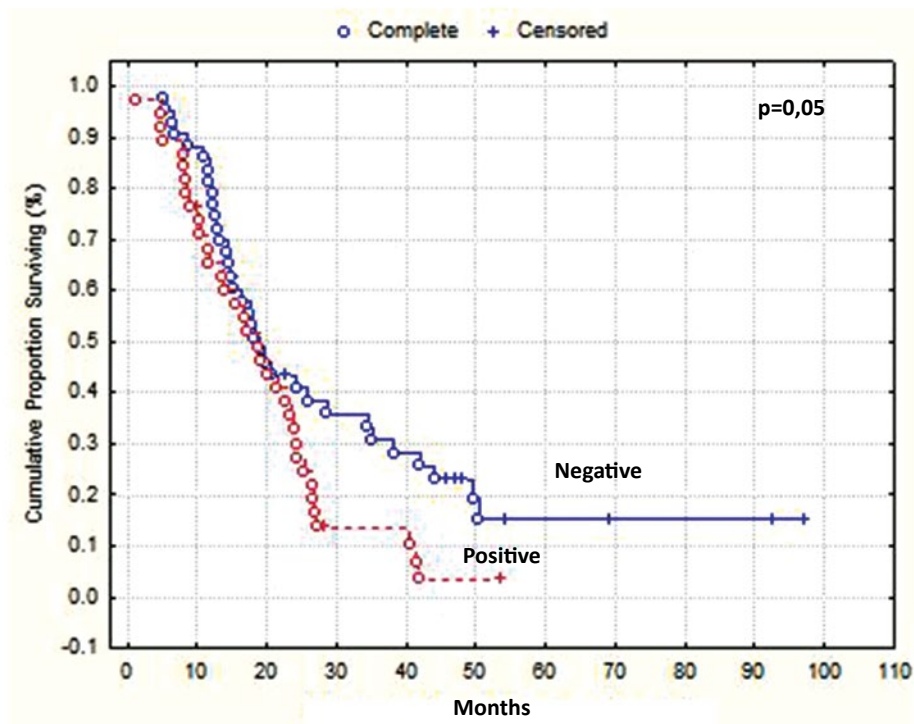 Complete Censored
p=0,05
Cumulative Proportion Surviving (%)
1.0
0.9
0.8
0.7
0.6
0.5
0.4
0.3
0.2
0.1
0.0
-0.1
Negative
Positive
0 10 20 30 40 50 60 70 80 90 100 110
Months